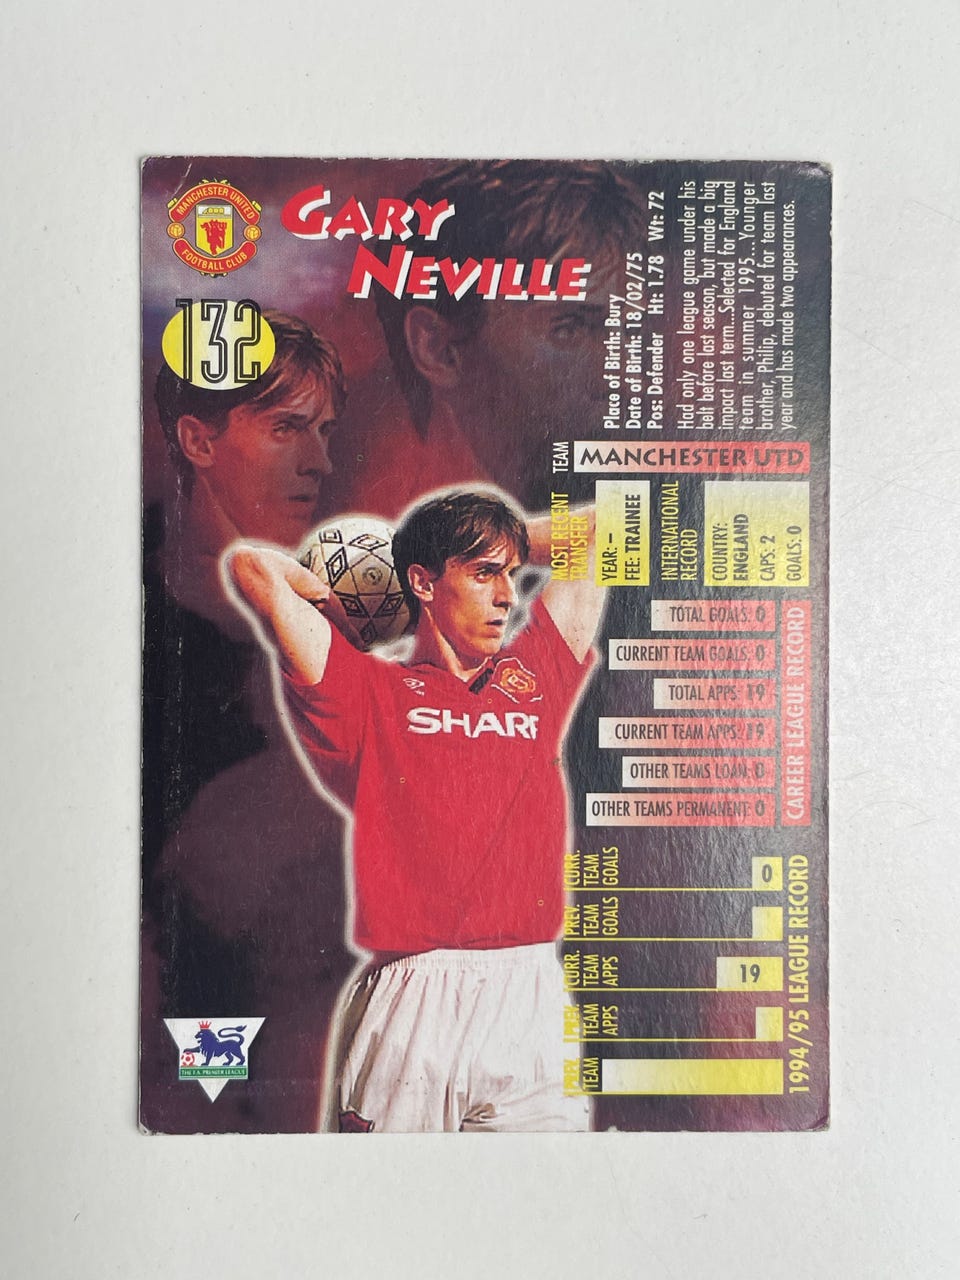 MANCHESTER UNITED
FOOTBALL CLUB
GARY
NEVILLE
132
Place of Birth: Bury
Date of Birth: 18/02/75
Pos: Defender Ht: 1.78 Wt: 72
Had only one league game under his
belt before last season, but made a big
impact last term...Selected for England
team in summer 1995...Younger
brother, Philip, debuted for team last
year and has made two appearances.
TEAM
MANCHESTER UTD
MOST RECENT
TRANSFER
YEAR: –
FEE: TRAINEE
INTERNATIONAL
RECORD
COUNTRY:
ENGLAND
CAPS: 2
GOALS: 0
TOTAL GOALS: 0
CURRENT TEAM GOALS: 0
TOTAL APPS: 19
CURRENT TEAM APPS: 19
OTHER TEAMS LOAN: 0
OTHER TEAMS PERMANENT: 0
CAREER LEAGUE RECORD
SHARP
CURR.
TEAM
GOALS
0
PREV.
TEAM
GOALS
CURR.
TEAM
APPS
19
PREV.
TEAM
APPS
PREV.
TEAM
1994/95 LEAGUE RECORD
THE F.A. PREMIER LEAGUE